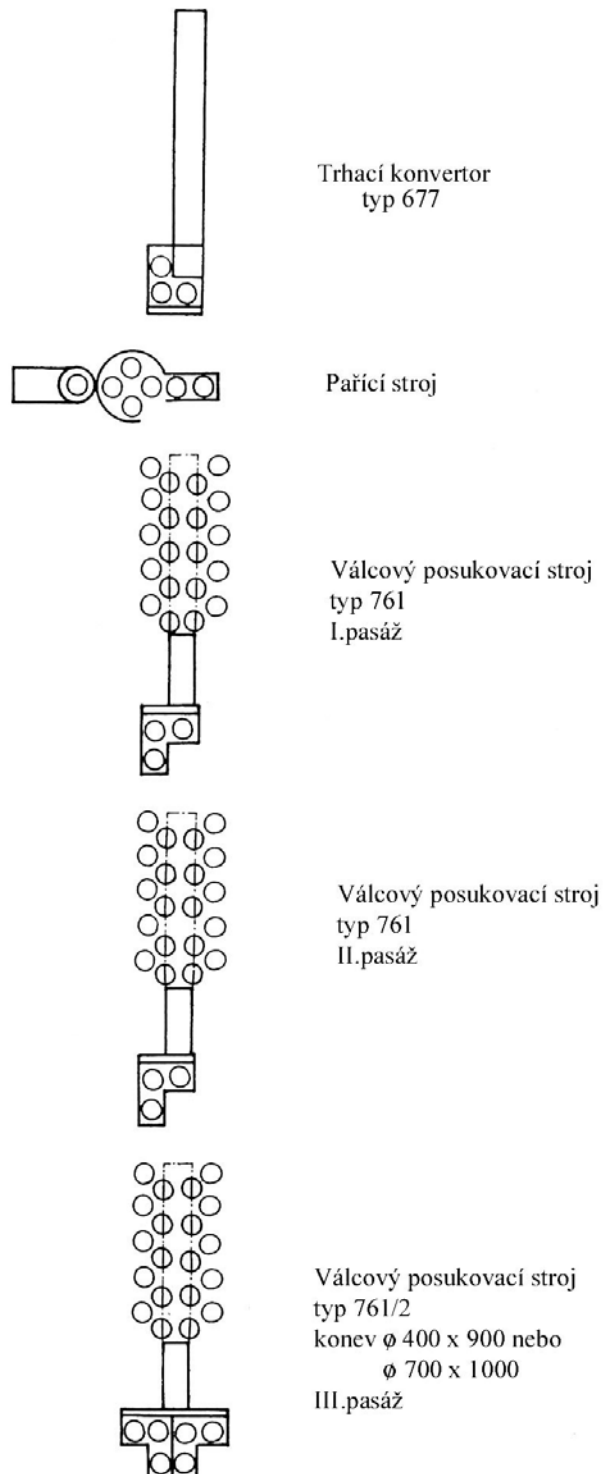 Trhací konvertor
typ 677
Pařící stroj
Válcový posukovací stroj
typ 761
I.pasáž
Válcový posukovací stroj
typ 761
II.pasáž
Válcový posukovací stroj
typ 761/2
konev ϕ 400 x 900 nebo
ϕ 700 x 1000
III.pasáž